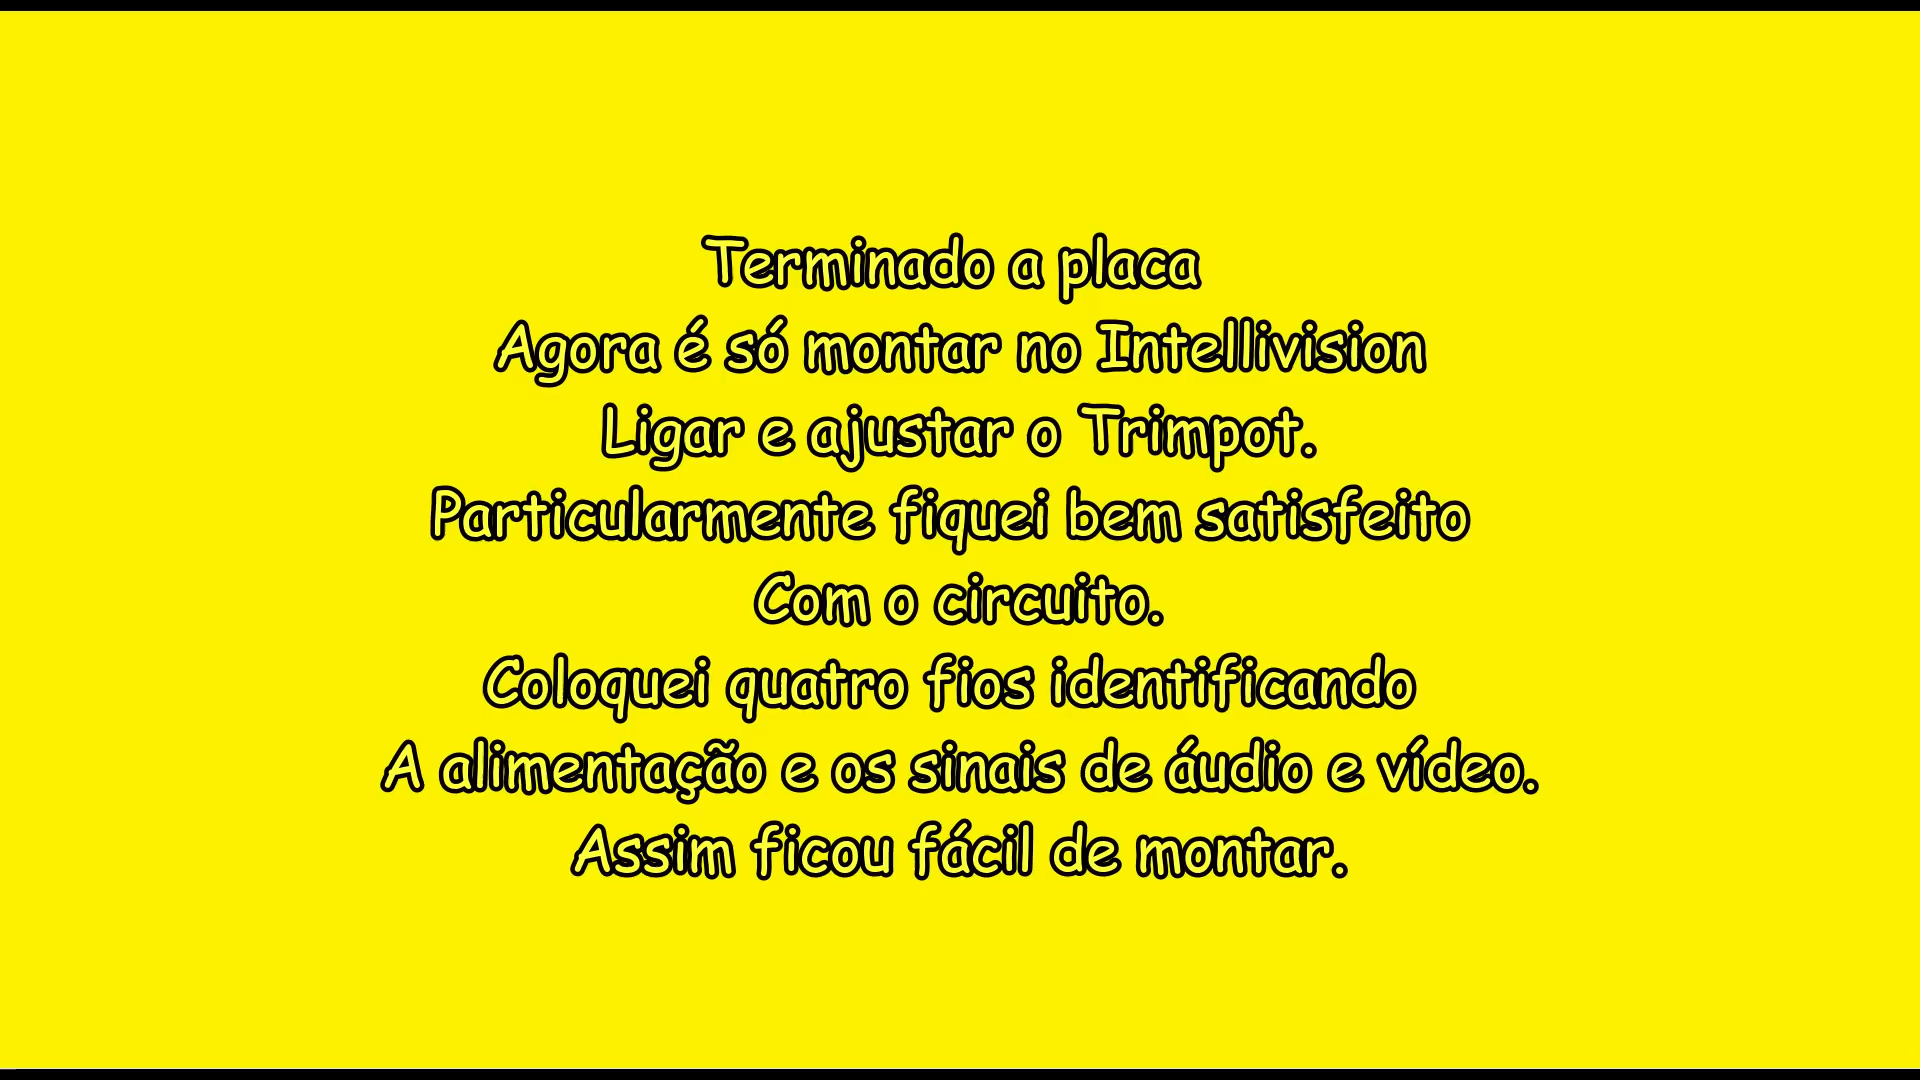 Terminado a placa
Agora é só montar no Intellivision
Ligar e ajustar o Trimpot.
Particularmente fiquei bem satisfeito
Com o circuito.
Coloquei quatro fios identificando
A alimentação e os sinais de áudio e vídeo.
Assim ficou fácil de montar.